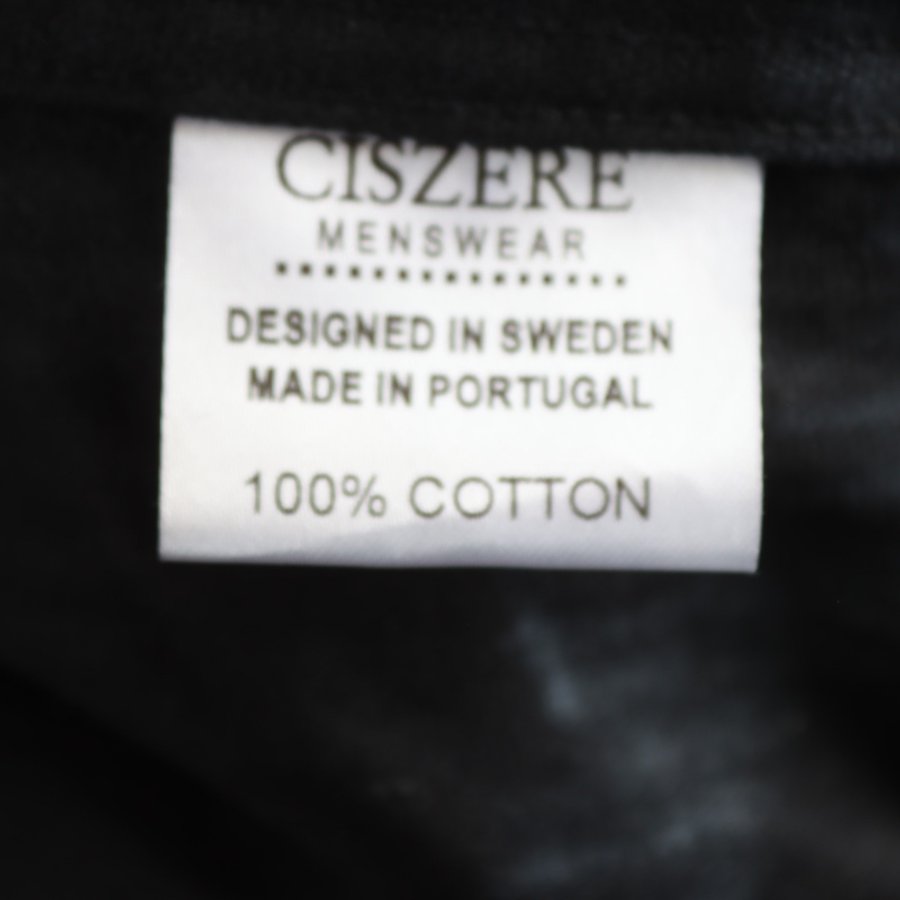 CISZERE
MENSWEAR
DESIGNED IN SWEDEN
MADE IN PORTUGAL
100% COTTON